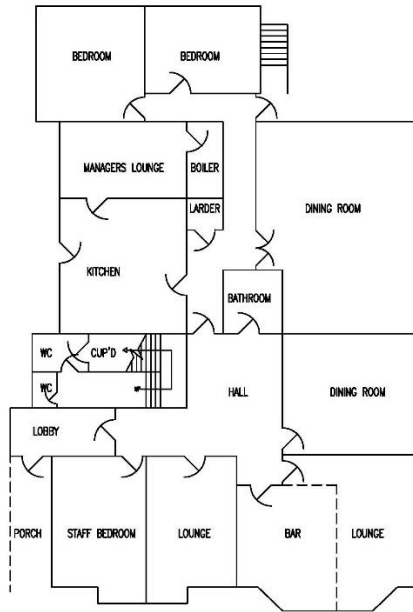 BEDROOM
BEDROOM
MANAGERS LOUNGE
BOILER
LARDER
DINING ROOM
KITCHEN
BATHROOM
WC
CUP'D
WC
HALL
DINING ROOM
LOBBY
PORCH
STAFF BEDROOM
LOUNGE
BAR
LOUNGE